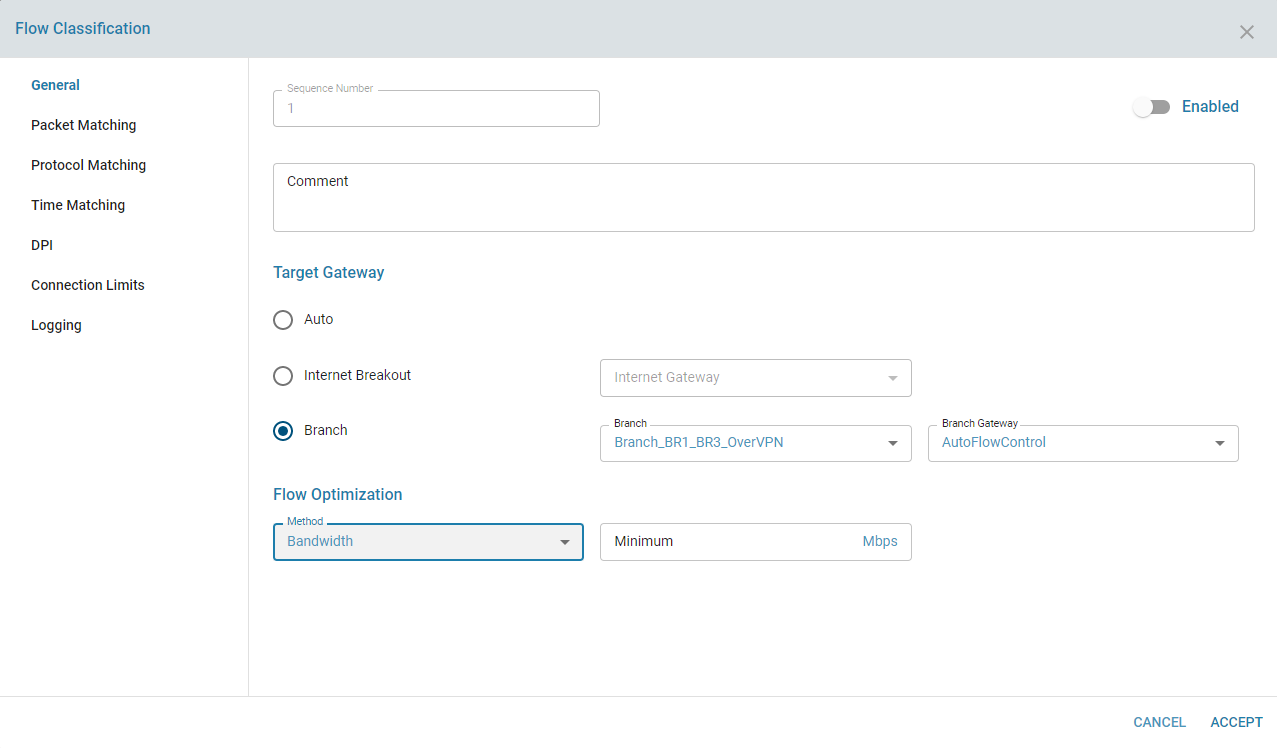 Flow Classification
General
Packet Matching
Protocol Matching
Time Matching
DPI
Connection Limits
Logging
Sequence Number
1
Enabled
Comment
Target Gateway
Auto
Internet Breakout
Internet Gateway
Branch
Branch
Branch_BR1_BR3_OverVPN
Branch Gateway
AutoFlowControl
Flow Optimization
Method
Bandwidth
Minimum Mbps
CANCEL ACCEPT